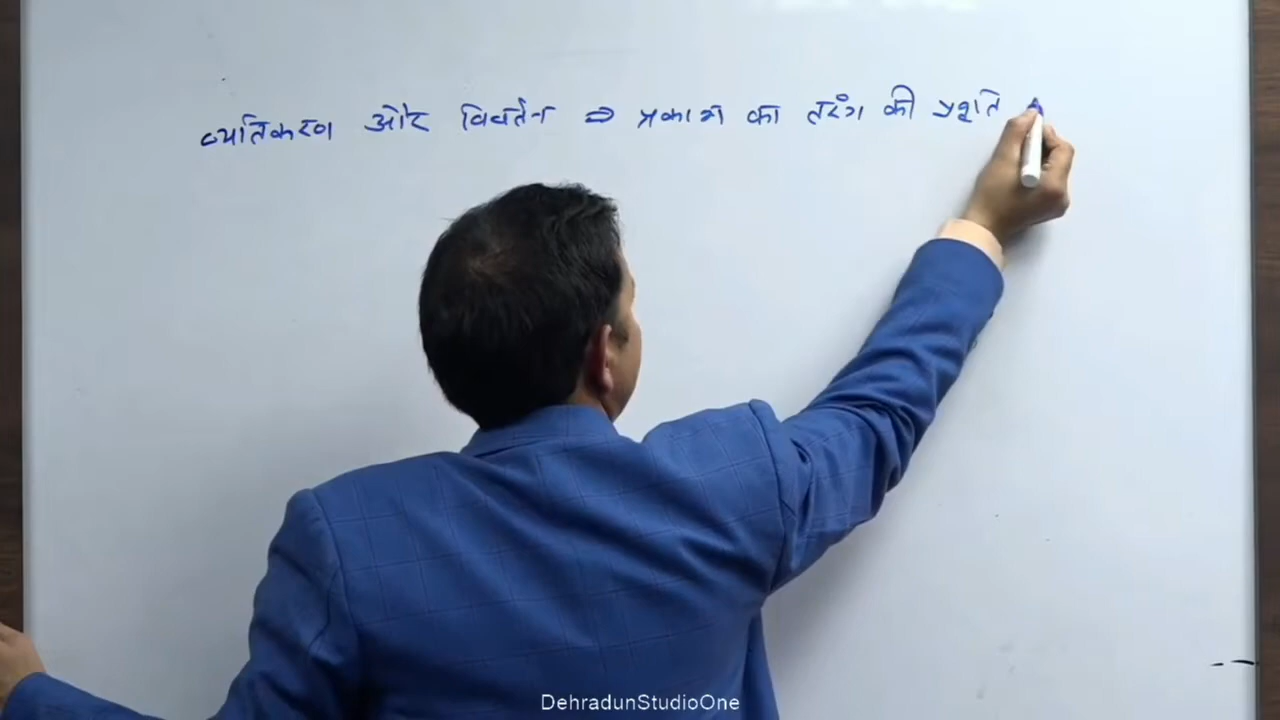 व्यतिकरण और विवर्तन ⇒ प्रकाश का तरंग की प्रकृति
DehradunStudioOne